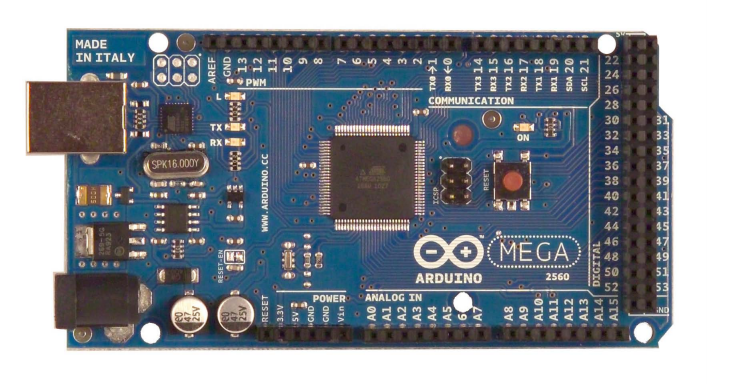 MADE
IN ITALY
AREF
GND
13
12
11
10
9
8
7
6
5
4
3
2
TX0→1
RX0←0
TX3 14
RX3 15
TX2 16
RX2 17
TX1 18
RX1 19
SDA 20
SCL 21
PWM
COMMUNICATION
L
TX
RX
ON
SPK16.000Y
WWW.ARDUINO.CC
ICSP
RESET
22
24
26
28
30
32
34
36
38
40
42
44
46
48
50
52
31
33
35
37
39
41
43
45
47
49
51
53
GND
DIGITAL
MEGA
ARDUINO
2560
RESET-EN
47
25V
47
25V
POWER
RESET
3.3V
5V
GND
GND
Vin
ANALOG IN
A0
A1
A2
A3
A4
A5
A7
A8
A9
A10
A11
A12
A13
A14
A15